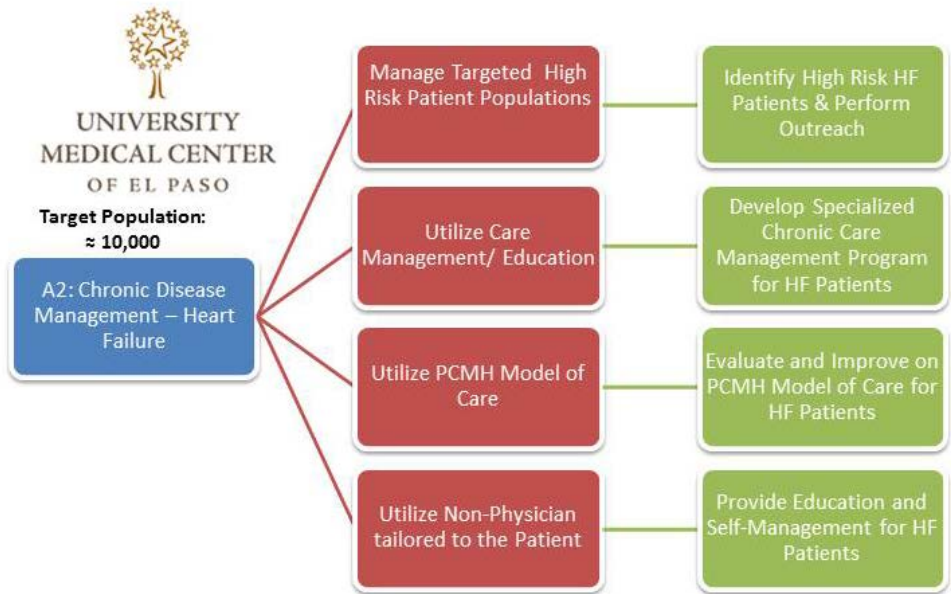 UNIVERSITY
MEDICAL CENTER
OF EL PASO
Target Population:
≈ 10,000
A2: Chronic Disease
Management – Heart
Failure
Manage Targeted High
Risk Patient Populations
Identify High Risk HF
Patients & Perform
Outreach
Utilize Care
Management/ Education
Develop Specialized
Chronic Care
Management Program
for HF Patients
Utilize PCMH Model of
Care
Evaluate and Improve on
PCMH Model of Care for
HF Patients
Utilize Non-Physician
tailored to the Patient
Provide Education and
Self-Management for HF
Patients